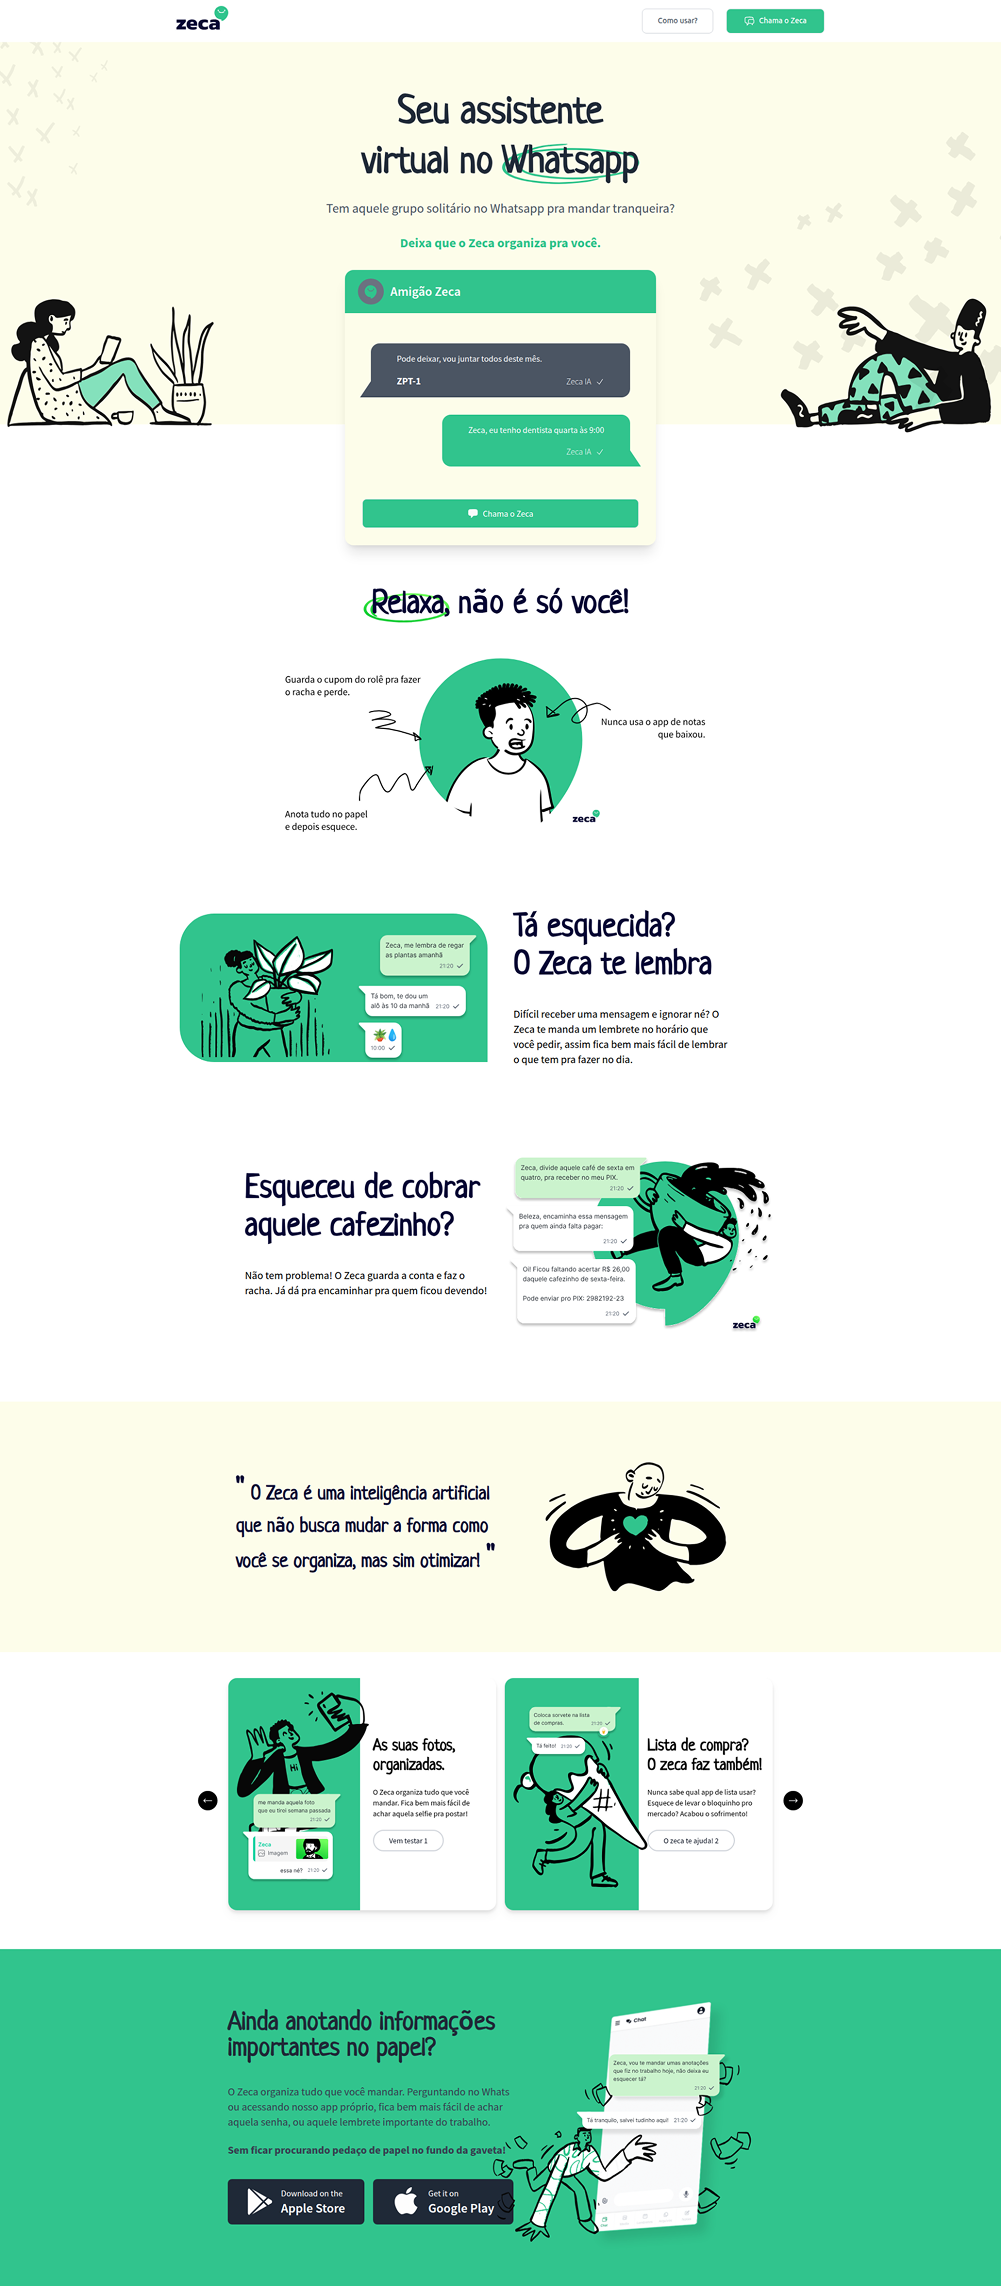 zeca
Como usar?
Chama o Zeca
Seu assistente
virtual no Whatsapp
Tem aquele grupo solitário no Whatsapp pra mandar tranqueira?
Deixa que o Zeca organiza pra você.
Amigão Zeca
Pode deixar, vou juntar todos deste mês.
ZPT-1
Zeca IA
Zeca, eu tenho dentista quarta às 9:00
Zeca IA
Chama o Zeca
Relaxa, não é só você!
Guarda o cupom do rolê pra fazer
o racha e perde.
Nunca usa o app de notas
que baixou.
Anota tudo no papel
e depois esquece.
zeca
Zeca, me lembra de regar
as plantas amanhã
21:20
Tá bom, te dou um
alô às 10 da manhã 21:20
10:00
Tá esquecida?
O Zeca te lembra
Difícil receber uma mensagem e ignorar né? O
Zeca te manda um lembrete no horário que
você pedir, assim fica bem mais fácil de lembrar
o que tem pra fazer no dia.
Esqueceu de cobrar
aquele cafezinho?
Não tem problema! O Zeca guarda a conta e faz o
racha. Já dá pra encaminhar pra quem ficou devendo!
Zeca, divide aquele café de sexta em
quatro, pra receber no meu PIX.
21:20
Beleza, encaminha essa mensagem
pra quem ainda falta pagar:
21:20
Oi! Ficou faltando acertar R$ 26,00
daquele cafezinho de sexta-feira.
Pode enviar pro PIX: 2982192-23
21:20
zeca
" O Zeca é uma inteligência artificial
que não busca mudar a forma como
você se organiza, mas sim otimizar! "
HI
me manda aquela foto
que eu tirei semana passada
21:20
Zeca
Imagem
essa né? 21:20
As suas fotos,
organizadas.
O Zeca organiza tudo que você
mandar. Fica bem mais fácil de
achar aquela selfie pra postar!
Vem testar 1
Coloca sorvete na lista
de compras. 21:20
Tá feito! 21:20
#
Lista de compra?
O zeca faz também!
Nunca sabe qual app de lista usar?
Esquece de levar o bloquinho pro
mercado? Acabou o sofrimento!
O zeca te ajuda! 2
Ainda anotando informações
importantes no papel?
O Zeca organiza tudo que você mandar. Perguntando no Whats
ou acessando nosso app próprio, fica bem mais fácil de achar
aquela senha, ou aquele lembrete importante do trabalho.
Sem ficar procurando pedaço de papel no fundo da gaveta!
Download on the
Apple Store
Get it on
Google Play
Chat
Zeca, vou te mandar umas anotações
que fiz no trabalho hoje, não deixa eu
esquecer tá?
21:20
Tá tranquilo, salvei tudinho aqui! 21:20
Chat